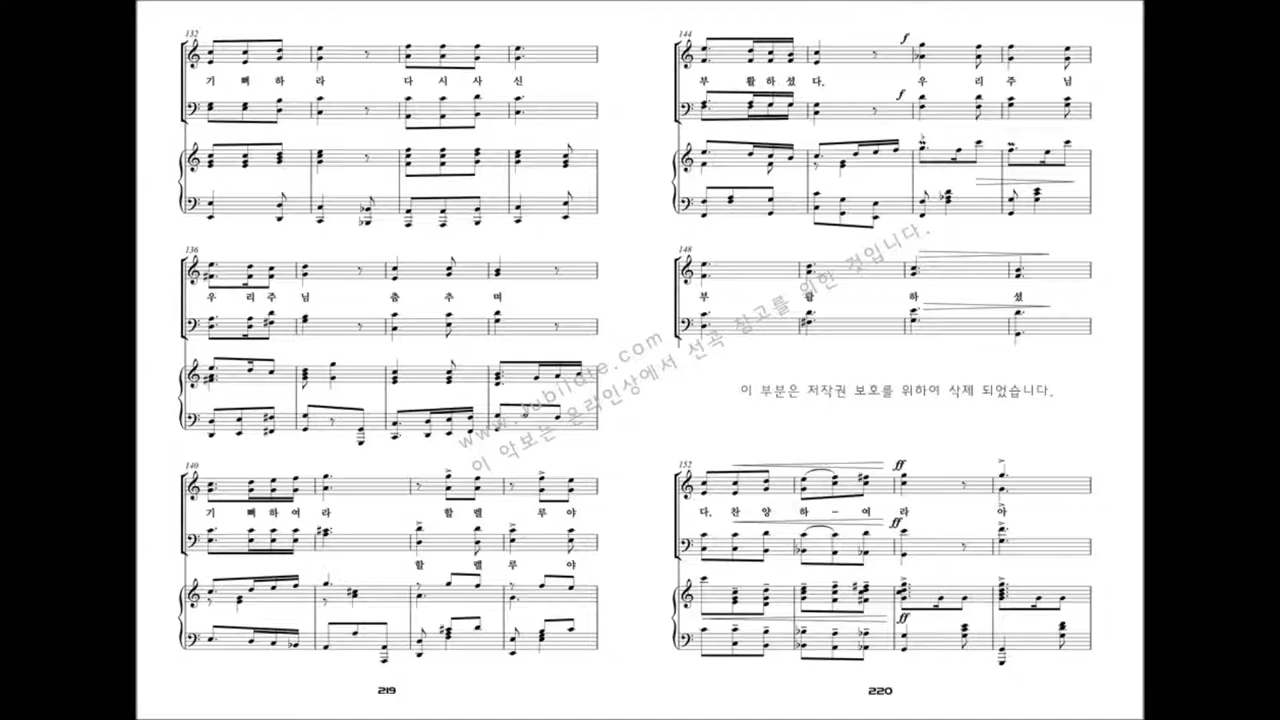 132
기 뻐 하 라 다 시 사 신
136
우 리 주 님 춤 추 며
140
기 뻐 하 야 라 할 렐 루 야
할 렐 루 야
219
144
f
부 활 하 셨 다. 우 리 주 님
f
148
부 활 하 셨
이 부분은 저작권 보호를 위하여 삭제 되었습니다.
152
ff
다. 찬 양 하 - 여 라 아
ff
ff
220
www.jubilate.com
이 악보는 온라인상에서 선곡 참고를 위한 것입니다.